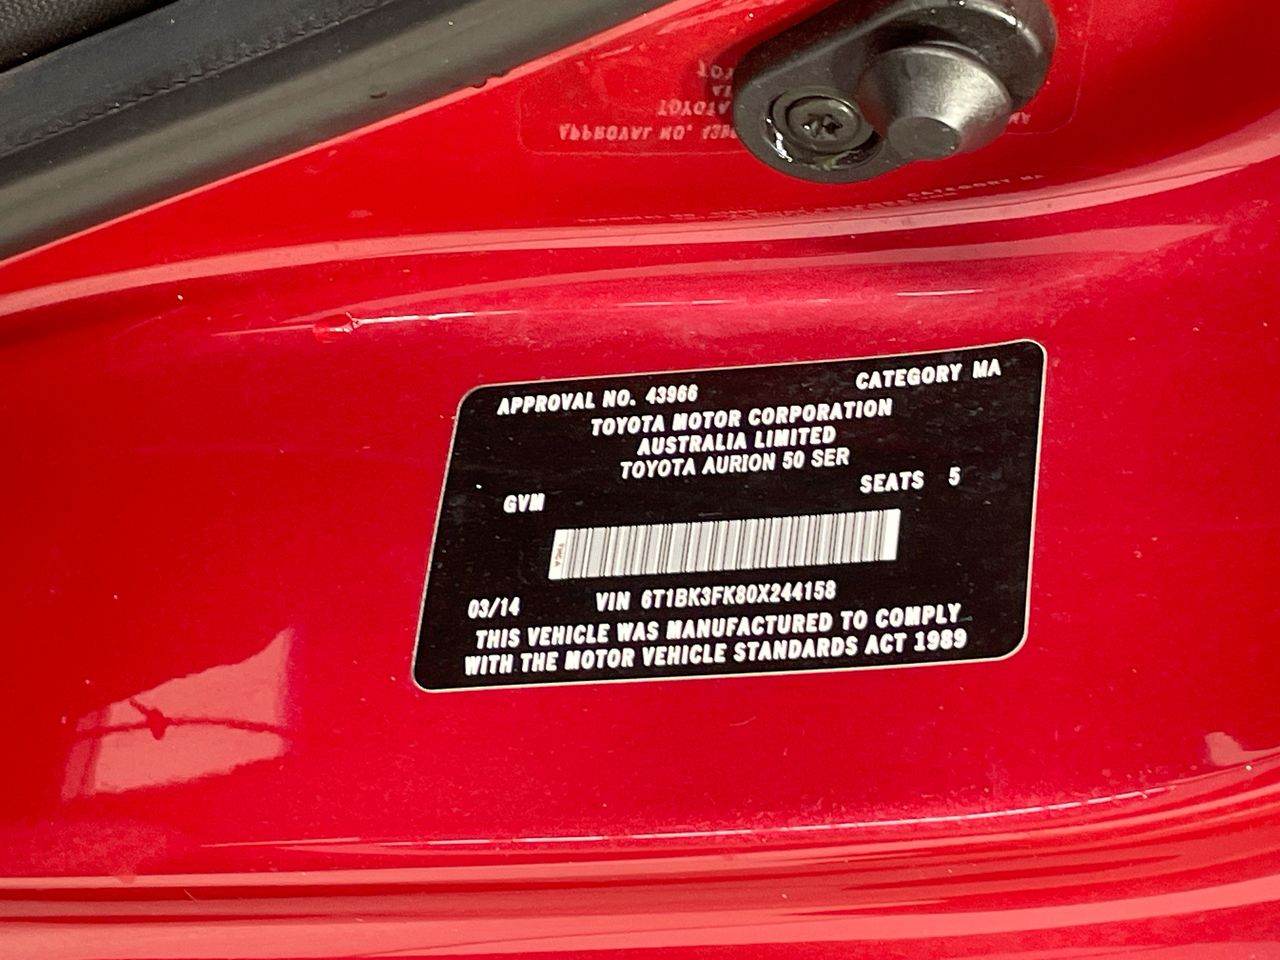 APPROVAL NO. 43966 CATEGORY MA
TOYOTA MOTOR CORPORATION
AUSTRALIA LIMITED
TOYOTA AURION 50 SER
GVM SEATS 5
03/14 VIN 6T1BK3FK80X244158
THIS VEHICLE WAS MANUFACTURED TO COMPLY
WITH THE MOTOR VEHICLE STANDARDS ACT 1989